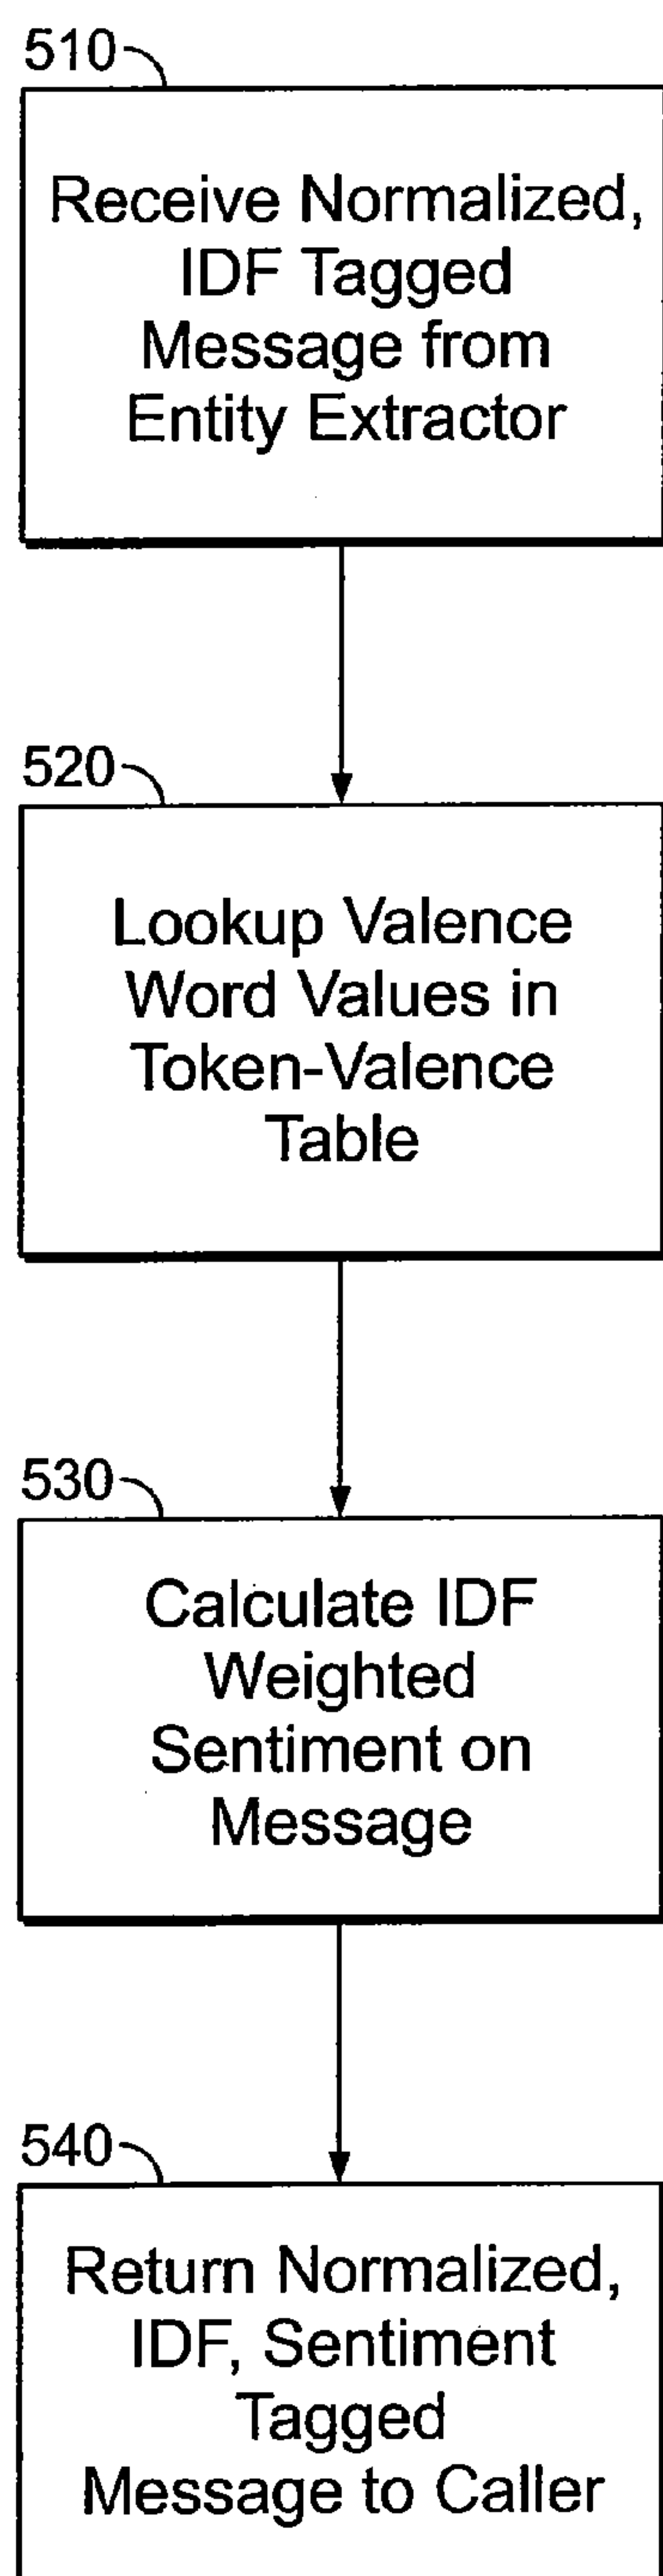 510
Receive Normalized,
IDF Tagged
Message from
Entity Extractor
520
Lookup Valence
Word Values in
Token-Valence
Table
530
Calculate IDF
Weighted
Sentiment on
Message
540
Return Normalized,
IDF, Sentiment
Tagged
Message to Caller